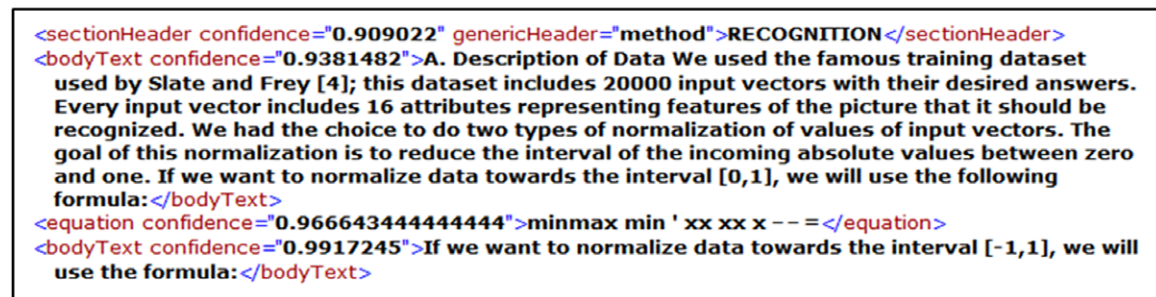 <sectionHeader confidence="0.909022" genericHeader="method">RECOGNITION</sectionHeader>
<bodyText confidence="0.9381482">A. Description of Data We used the famous training dataset
used by Slate and Frey [4]; this dataset includes 20000 input vectors with their desired answers.
Every input vector includes 16 attributes representing features of the picture that it should be
recognized. We had the choice to do two types of normalization of values of input vectors. The
goal of this normalization is to reduce the interval of the incoming absolute values between zero
and one. If we want to normalize data towards the interval [0,1], we will use the following
formula:</bodyText>
<equation confidence="0.966643444444444">minmax min ' xx xx x − − =</equation>
<bodyText confidence="0.9917245">If we want to normalize data towards the interval [-1,1], we will
use the formula:</bodyText>